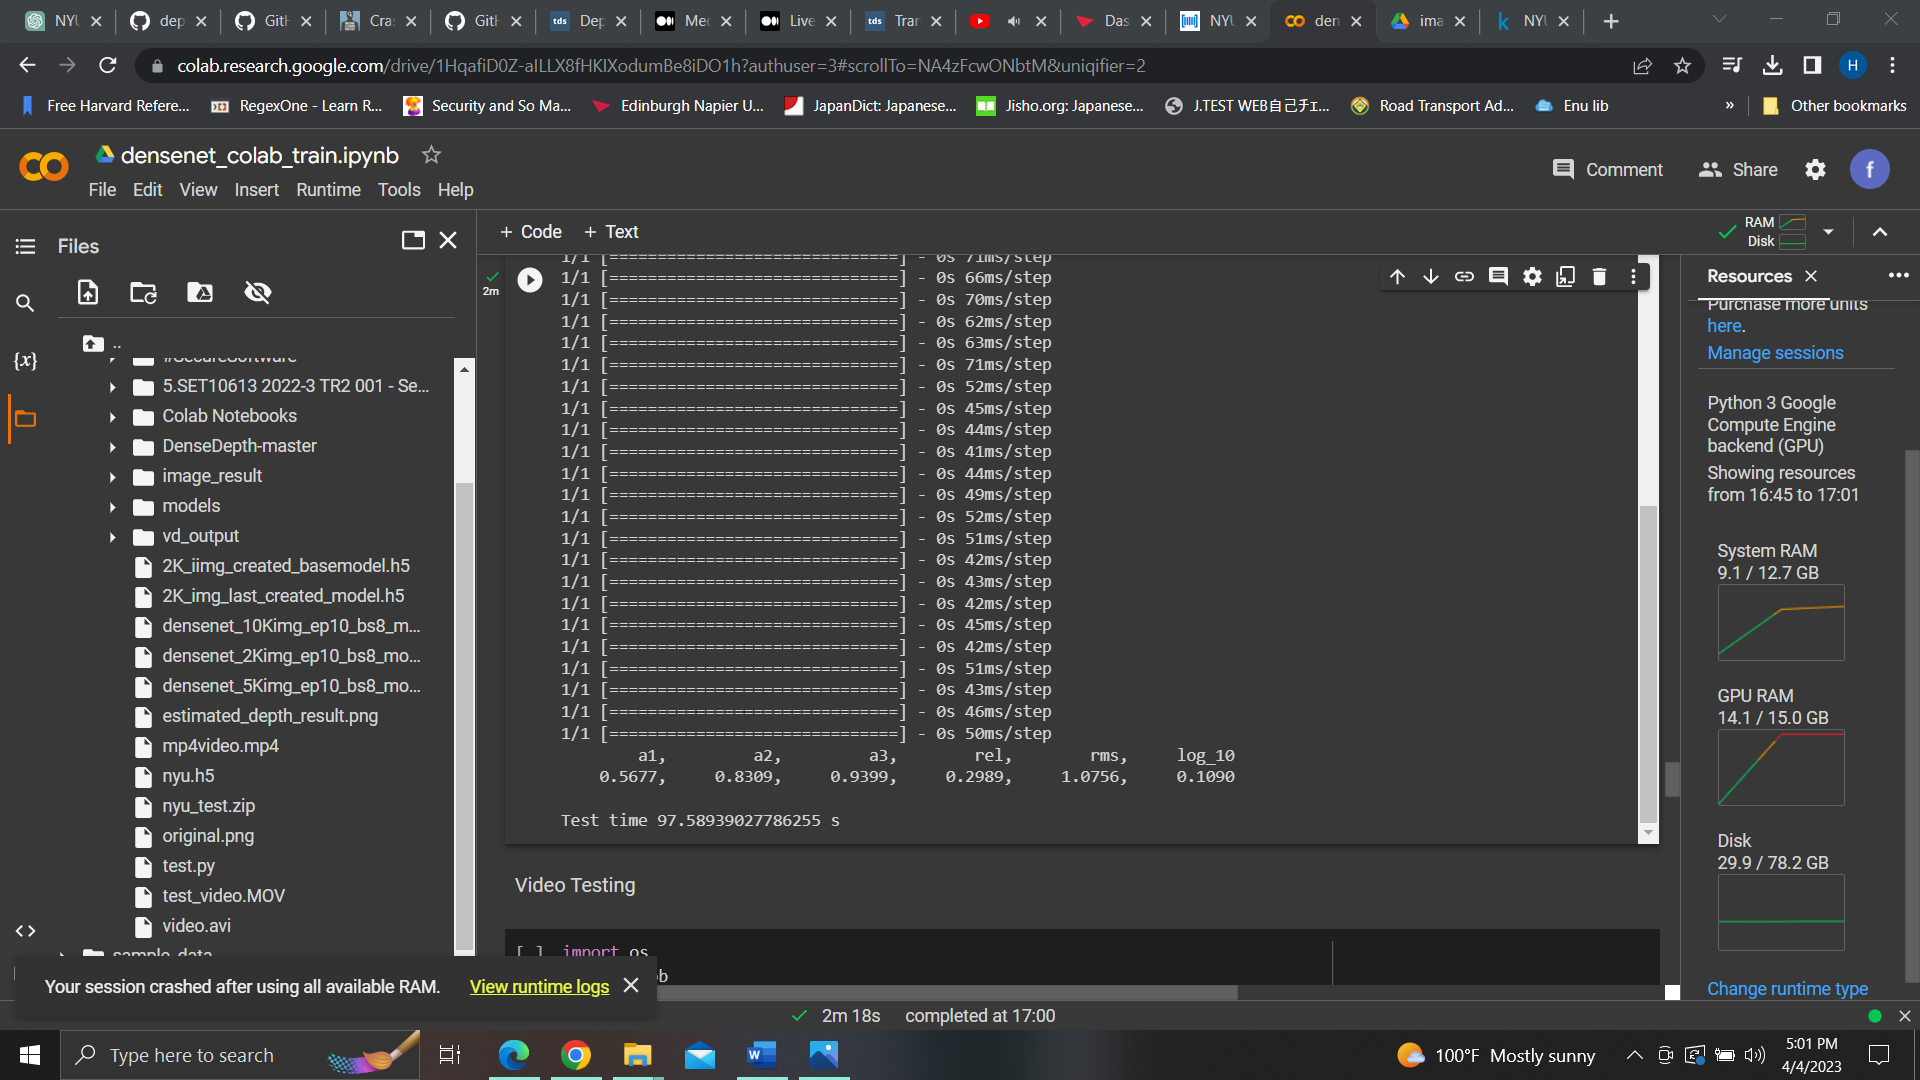 NYU
dep
GitH
Cra
GitH
tds Dep
Mec
Live
tds Trar
Das
NYU
den
ima
NYU
colab.research.google.com/drive/1HqafiD0Z-aILLX8fHKIXodumBe8iDO1h?authuser=3#scrollTo=NA4zFcwONbtM&uniqifier=2
H
Free Harvard Refere...
RegexOne - Learn R...
Security and So Ma...
Edinburgh Napier U...
JapanDict: Japanese...
Jisho.org: Japanese...
J.TEST WEB自己チェ...
Road Transport Ad...
Enu lib
»
Other bookmarks
densenet_colab_train.ipynb
File Edit View Insert Runtime Tools Help
Comment
Share
f
Files
+ Code + Text
RAM
Disk
..
#SecureSoftware
5.SET10613 2022-3 TR2 001 - Se...
Colab Notebooks
DenseDepth-master
image_result
models
vd_output
2K_iimg_created_basemodel.h5
2K_img_last_created_model.h5
densenet_10Kimg_ep10_bs8_m...
densenet_2Kimg_ep10_bs8_mo...
densenet_5Kimg_ep10_bs8_mo...
estimated_depth_result.png
mp4video.mp4
nyu.h5
nyu_test.zip
original.png
test.py
test_video.MOV
video.avi
sample_data
{x}
<>
2m
1/1 [==============================] - 0s 71ms/step
1/1 [==============================] - 0s 66ms/step
1/1 [==============================] - 0s 70ms/step
1/1 [==============================] - 0s 62ms/step
1/1 [==============================] - 0s 63ms/step
1/1 [==============================] - 0s 71ms/step
1/1 [==============================] - 0s 52ms/step
1/1 [==============================] - 0s 45ms/step
1/1 [==============================] - 0s 44ms/step
1/1 [==============================] - 0s 41ms/step
1/1 [==============================] - 0s 44ms/step
1/1 [==============================] - 0s 49ms/step
1/1 [==============================] - 0s 52ms/step
1/1 [==============================] - 0s 51ms/step
1/1 [==============================] - 0s 42ms/step
1/1 [==============================] - 0s 43ms/step
1/1 [==============================] - 0s 42ms/step
1/1 [==============================] - 0s 45ms/step
1/1 [==============================] - 0s 42ms/step
1/1 [==============================] - 0s 51ms/step
1/1 [==============================] - 0s 43ms/step
1/1 [==============================] - 0s 46ms/step
1/1 [==============================] - 0s 50ms/step
a1, a2, a3, rel, rms, log_10
0.5677, 0.8309, 0.9399, 0.2989, 1.0756, 0.1090
Test time 97.58939027786255 s
Video Testing
[ ] import os
b
Resources
Purchase more units
here.
Manage sessions
Python 3 Google
Compute Engine
backend (GPU)
Showing resources
from 16:45 to 17:01
System RAM
9.1 / 12.7 GB
GPU RAM
14.1 / 15.0 GB
Disk
29.9 / 78.2 GB
Change runtime type
Your session crashed after using all available RAM. View runtime logs
2m 18s completed at 17:00
Type here to search
100°F Mostly sunny
5:01 PM
4/4/2023